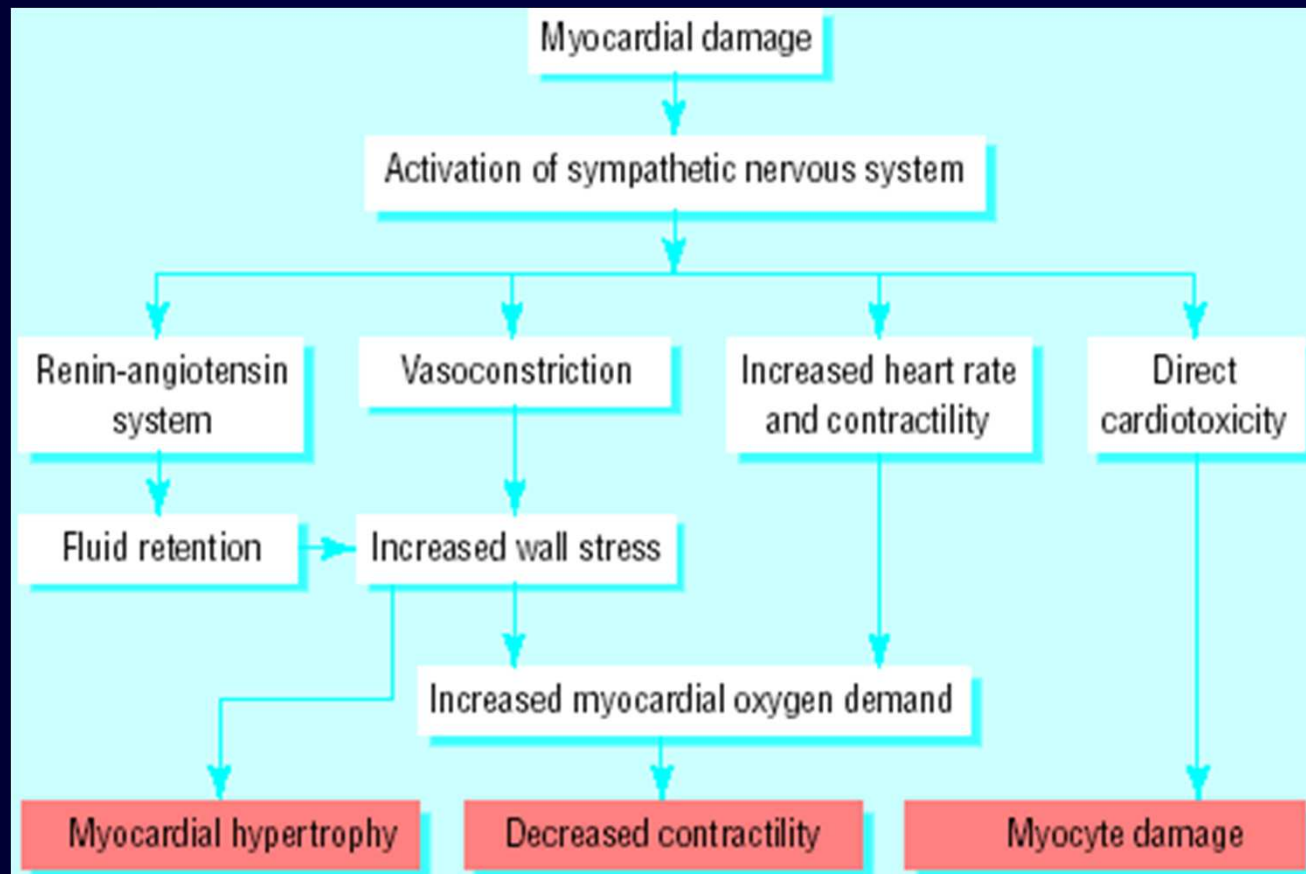 Myocardial damage
Activation of sympathetic nervous system
Renin-angiotensin
system
Vasoconstriction
Increased heart rate
and contractility
Direct
cardiotoxicity
Fluid retention
Increased wall stress
Increased myocardial oxygen demand
Myocardial hypertrophy
Decreased contractility
Myocyte damage